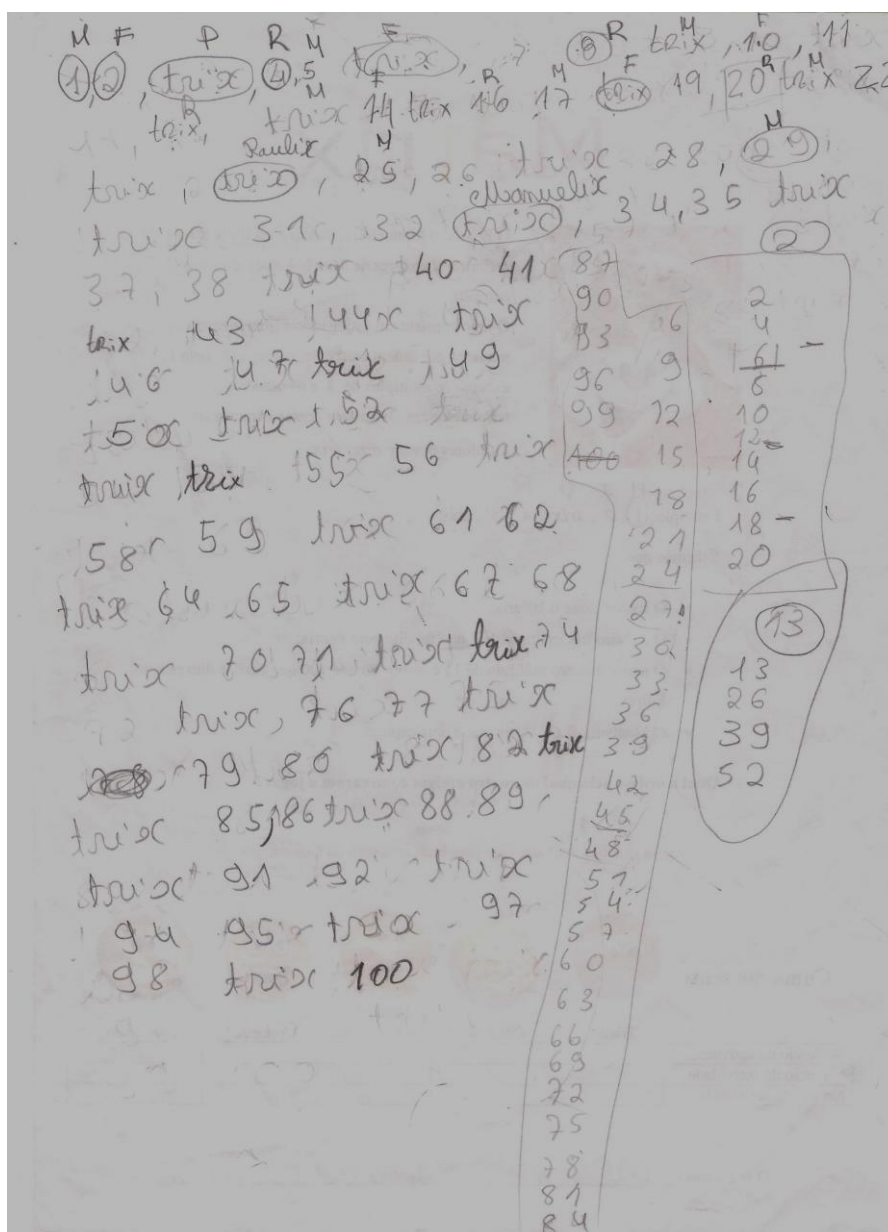 M F P R M F R M F
1, 2, trix, 4, 5 trix, 7 8 trix, 10, 11
R M F R M F R M
trix, trix 14 trix 16 17 trix 19, 20 trix 22
Paulix M M
trix, trix, 25, 26 trix 28, 29,
Manuelix
trix 31, 32 trix, 34, 35 trix
37, 38 trix 40 41
trix 43 44 trix
46 47 trix 49
50 trix 52
trix trix 55 56 trix
58 59 trix 61 62
trix 64 65 trix 67 68
trix 70 71 trix trix 74
trix, 76 77 trix
79 80 trix 82 trix
trix 85, 86 trix 88 89
trix 91 92 trix
94 95 trix 97
98 trix 100
87
90
93
96
99
100
6
9
12
15
18
21
24
27
30
33
36
39
42
45
48
51
54
57
60
63
66
69
72
75
78
81
84
2
2
4
6
10
12
14
16
18
20
13
13
26
39
52